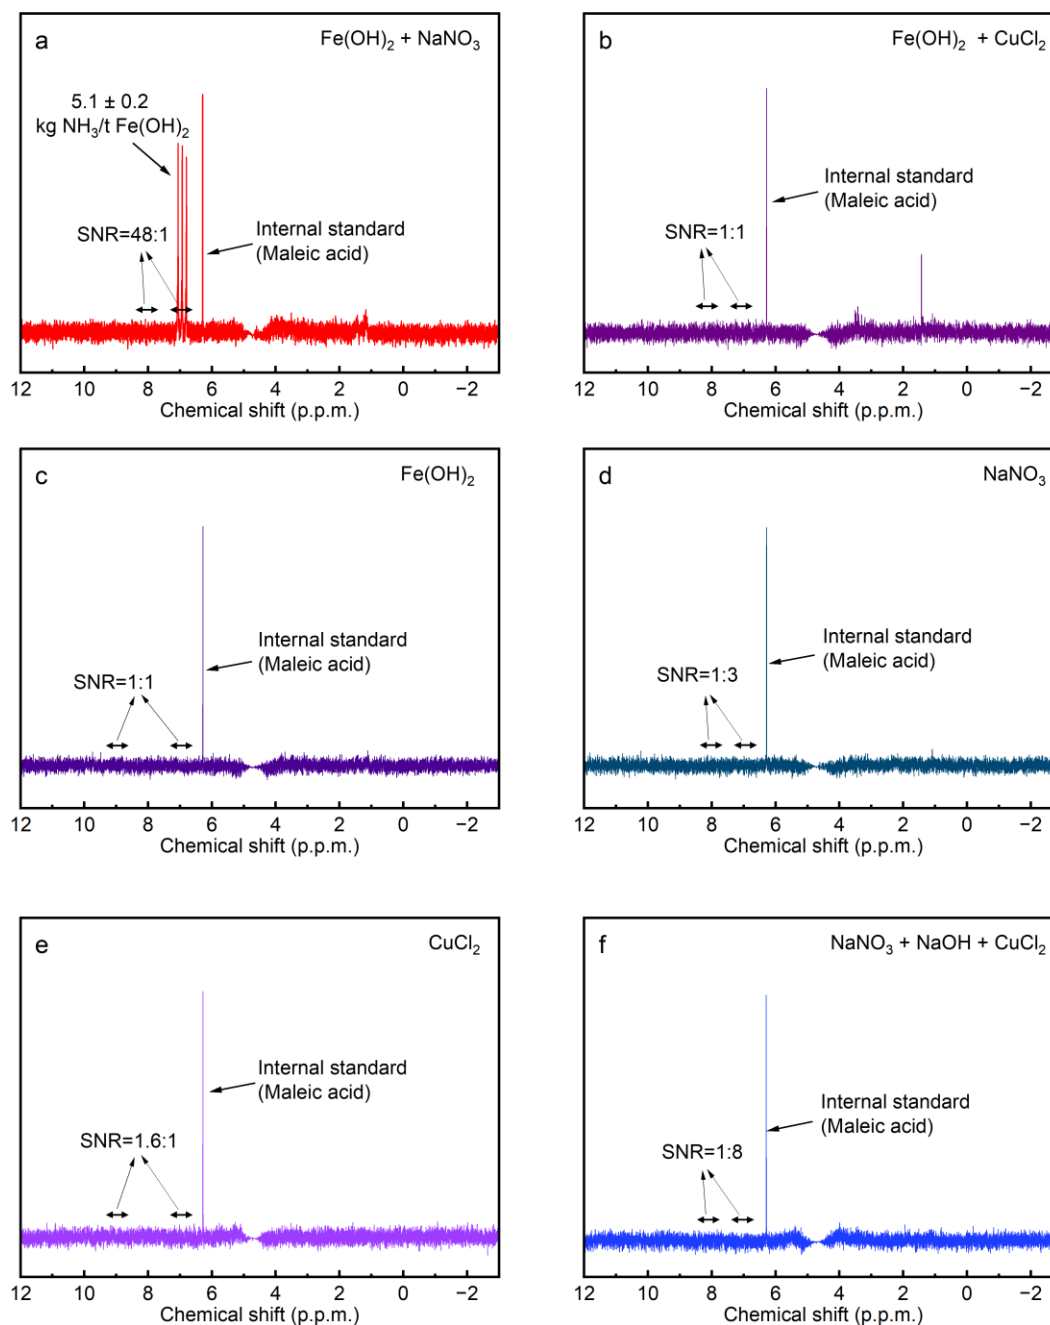 a
Fe(OH)₂ + NaNO₃
5.1 ± 0.2
kg NH₃/t Fe(OH)₂
SNR=48:1
Internal standard
(Maleic acid)
12 10 8 6 4 2 0 −2
Chemical shift (p.p.m.)
b
Fe(OH)₂ + CuCl₂
Internal standard
(Maleic acid)
SNR=1:1
12 10 8 6 4 2 0 −2
Chemical shift (p.p.m.)
c
Fe(OH)₂
Internal standard
(Maleic acid)
SNR=1:1
12 10 8 6 4 2 0 −2
Chemical shift (p.p.m.)
d
NaNO₃
Internal standard
(Maleic acid)
SNR=1:3
12 10 8 6 4 2 0 −2
Chemical shift (p.p.m.)
e
CuCl₂
Internal standard
(Maleic acid)
SNR=1.6:1
12 10 8 6 4 2 0 −2
Chemical shift (p.p.m.)
f
NaNO₃ + NaOH + CuCl₂
Internal standard
(Maleic acid)
SNR=1:8
12 10 8 6 4 2 0 −2
Chemical shift (p.p.m.)